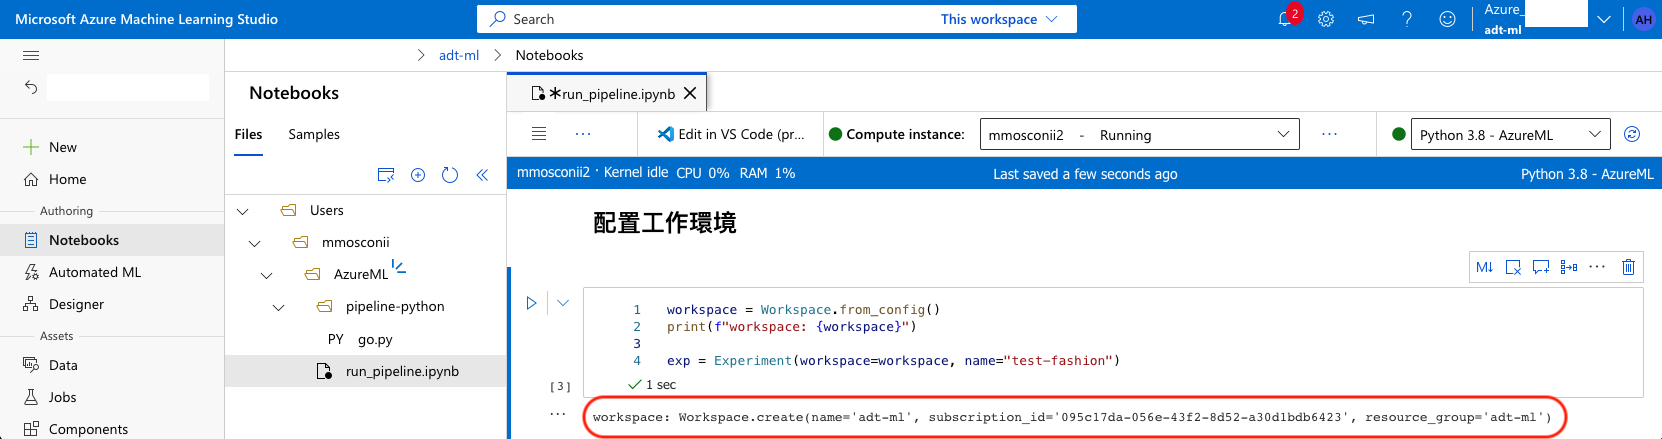 Microsoft Azure Machine Learning Studio
Search
This workspace
2
Azure_
adt-ml
AH
adt-ml
Notebooks
New
Home
Authoring
Notebooks
Automated ML
Designer
Assets
Data
Jobs
Components
Notebooks
Files
Samples
Users
mmosconii
AzureML
pipeline-python
PY go.py
run_pipeline.ipynb
*run_pipeline.ipynb
Edit in VS Code (pr...
Compute instance:
mmosconii2 - Running
Python 3.8 - AzureML
mmosconii2 · Kernel idle CPU 0% RAM 1%
Last saved a few seconds ago
Python 3.8 - AzureML
配置工作環境
M↓
1 workspace = Workspace.from_config()
2 print(f"workspace: {workspace}")
3
4 exp = Experiment(workspace=workspace, name="test-fashion")
[3]
1 sec
workspace: Workspace.create(name='adt-ml', subscription_id='095c17da-056e-43f2-8d52-a30d1bdb6423', resource_group='adt-ml')